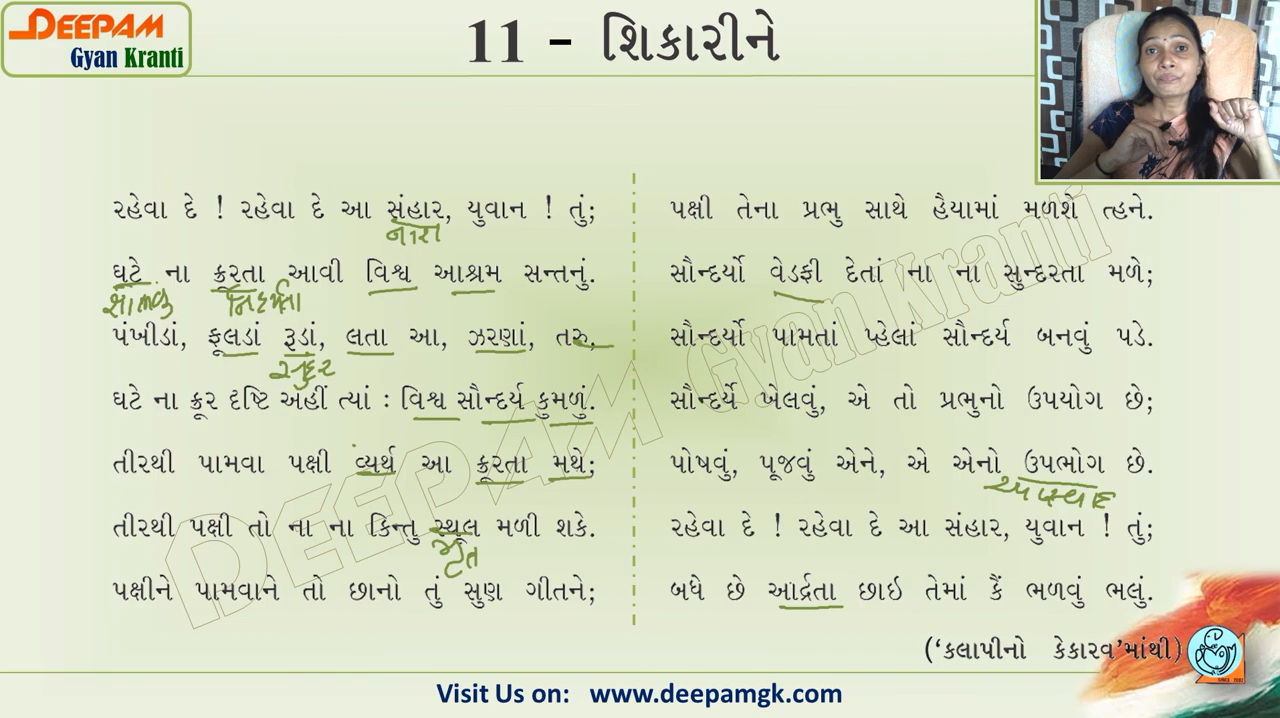 DEEPAM
Gyan Kranti
11 - શિકારીને
રહેવા દે ! રહેવા દે આ સંહાર, યુવાન ! તું;
નાશ
ઘટે ના ક્રૂરતા આવી વિશ્વ આશ્રમ સન્તનું.
નિર્દયતા
પંખીડાં, ફૂલડાં રૂડાં, લતા આ, ઝરણાં, તરુ,
સુંદર
ઘટે ના ક્રૂર દૃષ્ટિ અહીં ત્યાં : વિશ્વ સૌન્દર્ય કુમળું.
તીરથી પામવા પક્ષી વ્યર્થ આ ક્રૂરતા મથે;
તીરથી પક્ષી તો ના ના કિન્તુ સ્થૂલ મળી શકે.
મૃત
પક્ષીને પામવાને તો છાનો તું સુણ ગીતને;
પક્ષી તેના પ્રભુ સાથે હૈયામાં મળશે ત્હને.
સૌન્દર્યો વેડફી દેતાં ના ના સુન્દરતા મળે;
સૌન્દર્યો પામતાં પ્હેલાં સૌન્દર્ય બનવું પડે.
સૌન્દર્યે ખેલવું, એ તો પ્રભુનો ઉપયોગ છે;
પોષવું, પૂજવું એને, એ એનો ઉપભોગ છે.
રહેવા દે ! રહેવા દે આ સંહાર, યુવાન ! તું;
બધે છે આર્દ્રતા છાઇ તેમાં કૈં ભળવું ભલું.
('કલાપીનો કેકારવ'માંથી)
DEEPAM Gyan Kranti
Visit Us on: www.deepamgk.com